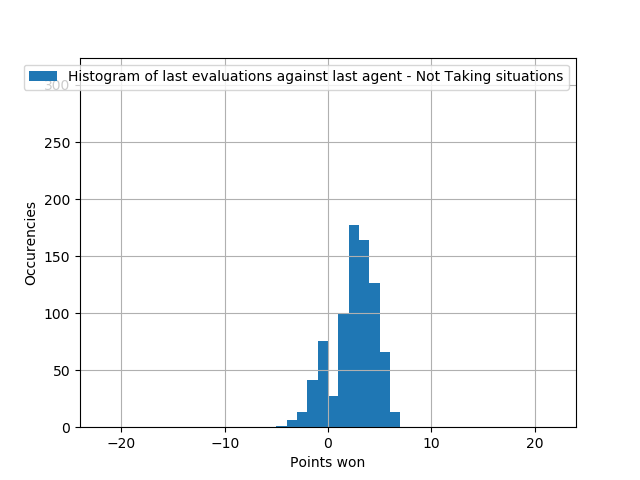 Histogram of last evaluations against last agent - Not Taking situations
300
250
200
150
100
50
0
−20 −10 0 10 20
Occurencies
Points won